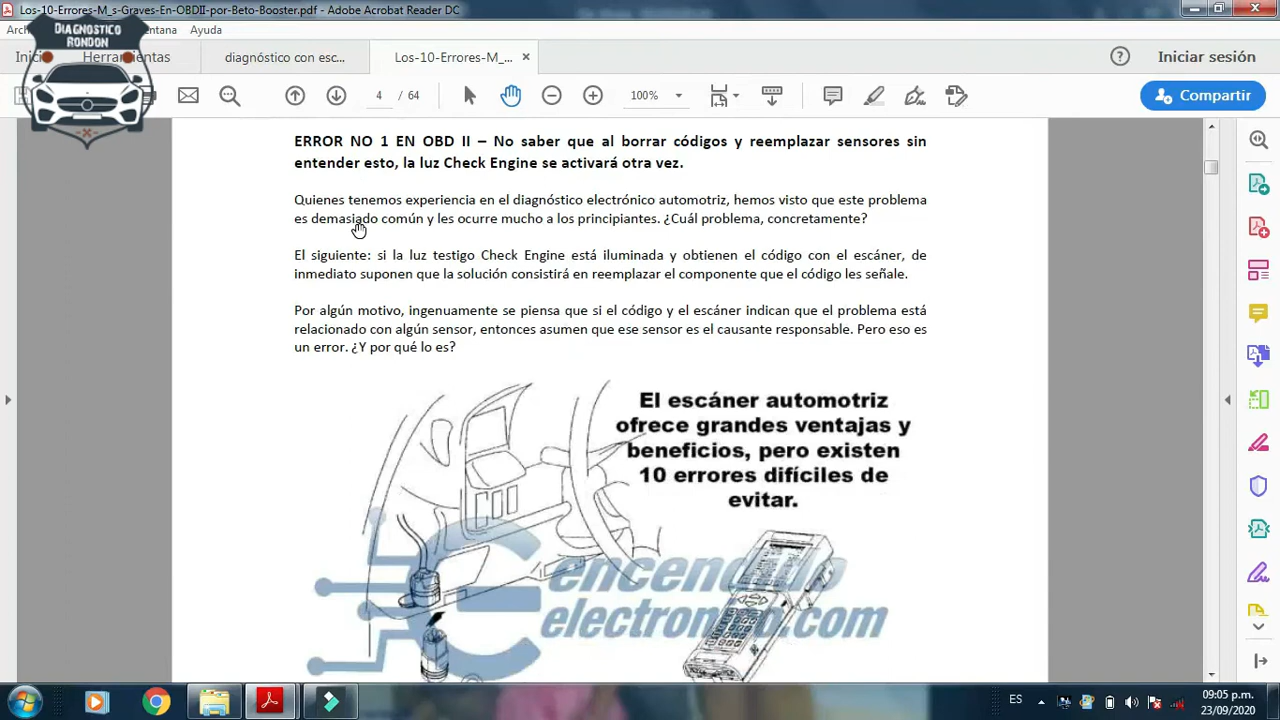 Los-10-Errores-M_s-Graves-En-OBDII-por-Beto-Booster.pdf - Adobe Acrobat Reader DC
Ayuda
DIAGNOSTICO
RONDON
Herramientas
diagnóstico con esc...
Los-10-Errores-M_...
Iniciar sesión
4 / 64
100%
Compartir
ERROR NO 1 EN OBD II – No saber que al borrar códigos y reemplazar sensores sin
entender esto, la luz Check Engine se activará otra vez.
Quienes tenemos experiencia en el diagnóstico electrónico automotriz, hemos visto que este problema
es demasiado común y les ocurre mucho a los principiantes. ¿Cuál problema, concretamente?
El siguiente: si la luz testigo Check Engine está iluminada y obtienen el código con el escáner, de
inmediato suponen que la solución consistirá en reemplazar el componente que el código les señale.
Por algún motivo, ingenuamente se piensa que si el código y el escáner indican que el problema está
relacionado con algún sensor, entonces asumen que ese sensor es el causante responsable. Pero eso es
un error. ¿Y por qué lo es?
El escáner automotriz
ofrece grandes ventajas y
beneficios, pero existen
10 errores difíciles de
evitar.
encendido
electronico.com
ES
09:05 p.m.
23/09/2020